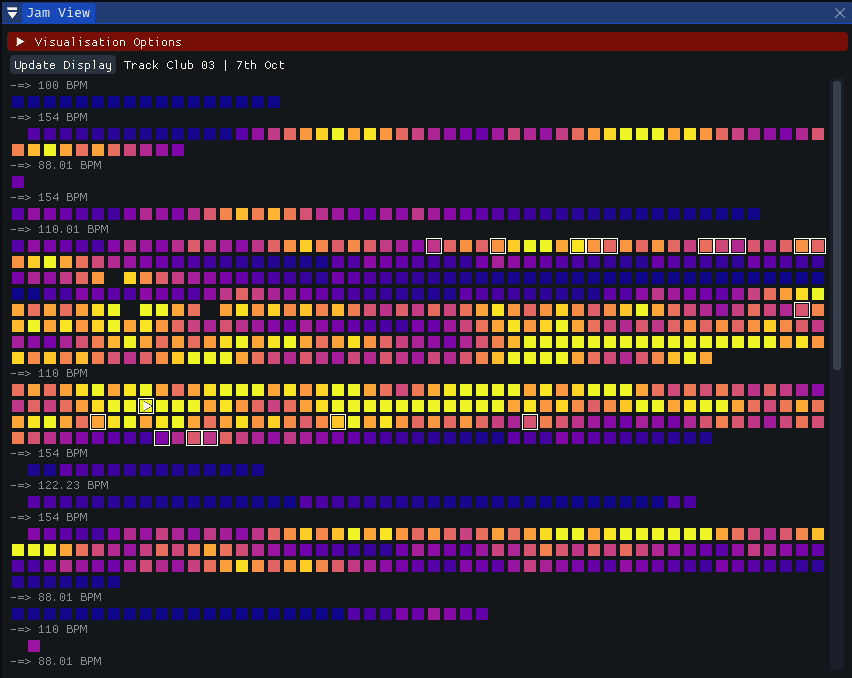 Jam View
Visualisation Options
Update Display Track Club 03 | 7th Oct
--=> 100 BPM
--=> 154 BPM
--=> 88.01 BPM
--=> 154 BPM
--=> 110.01 BPM
--=> 110 BPM
--=> 154 BPM
--=> 122.23 BPM
--=> 154 BPM
--=> 88.01 BPM
--=> 110 BPM
--=> 88.01 BPM